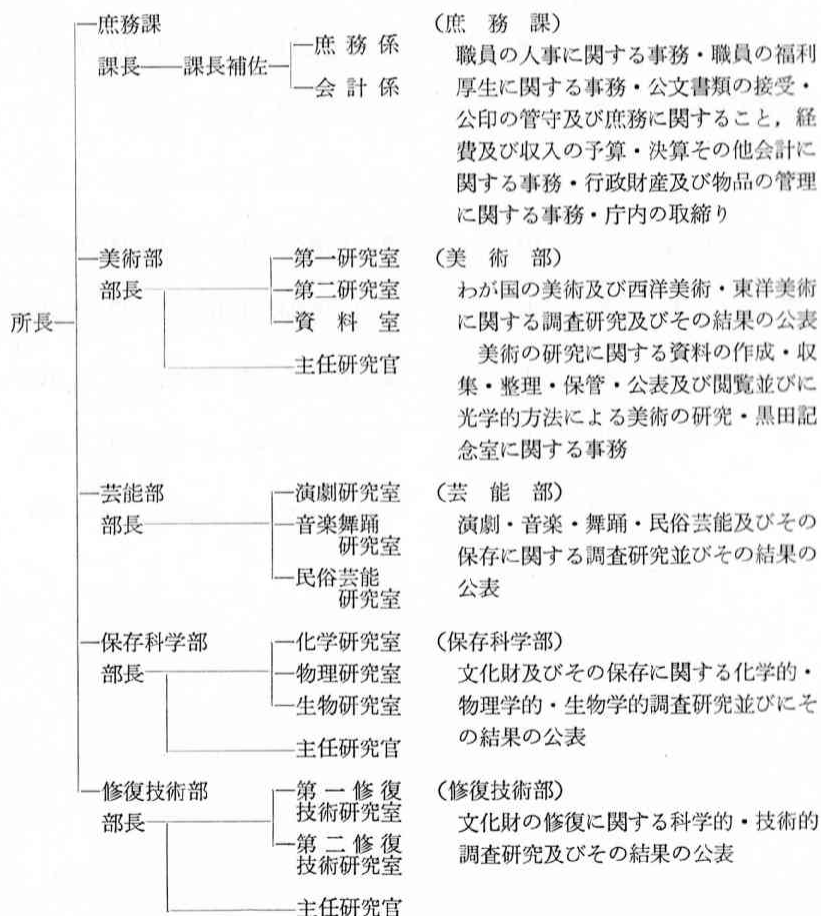 所長
庶務課
課長 課長補佐
庶務係
会計係
(庶務課)
職員の人事に関する事務・職員の福利
厚生に関する事務・公文書類の接受・
公印の管守及び庶務に関すること，経
費及び収入の予算・決算その他会計に
関する事務・行政財産及び物品の管理
に関する事務・庁内の取締り
美術部
部長
第一研究室
第二研究室
資料室
主任研究官
(美術部)
わが国の美術及び西洋美術・東洋美術
に関する調査研究及びその結果の公表
美術の研究に関する資料の作成・収
集・整理・保管・公表及び閲覧並びに
光学的方法による美術の研究・黒田記
念室に関する事務
芸能部
部長
演劇研究室
音楽舞踊
研究室
民俗芸能
研究室
(芸能部)
演劇・音楽・舞踊・民俗芸能及びその
保存に関する調査研究並びその結果の
公表
保存科学部
部長
化学研究室
物理研究室
生物研究室
主任研究官
(保存科学部)
文化財及びその保存に関する化学的・
物理学的・生物学的調査研究並びにそ
の結果の公表
修復技術部
部長
第一修復
技術研究室
第二修復
技術研究室
主任研究官
(修復技術部)
文化財の修復に関する科学的・技術的
調査研究及びその結果の公表